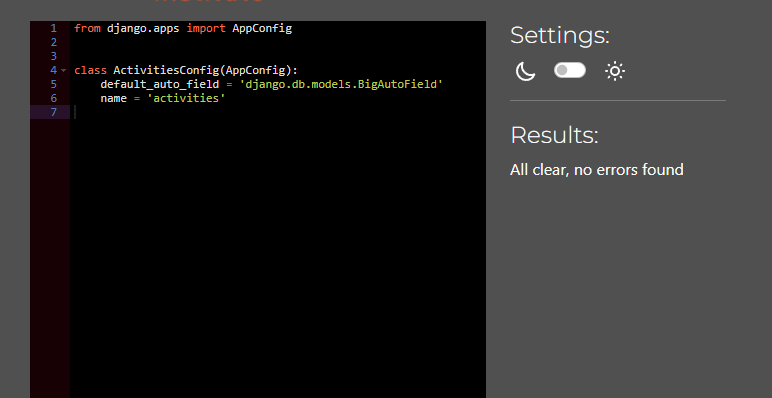 1 from django.apps import AppConfig
2
3
4 class ActivitiesConfig(AppConfig):
5     default_auto_field = 'django.db.models.BigAutoField'
6     name = 'activities'
7
Settings:
Results:
All clear, no errors found